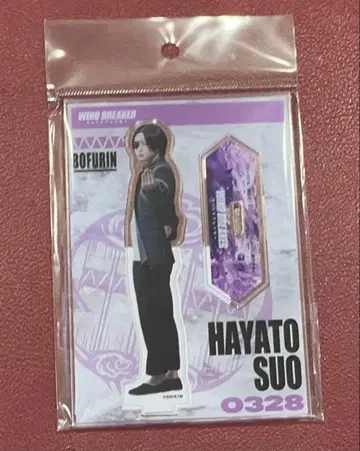 WIND BREAKER
BOFURIN
HAYATO
SUO
0328